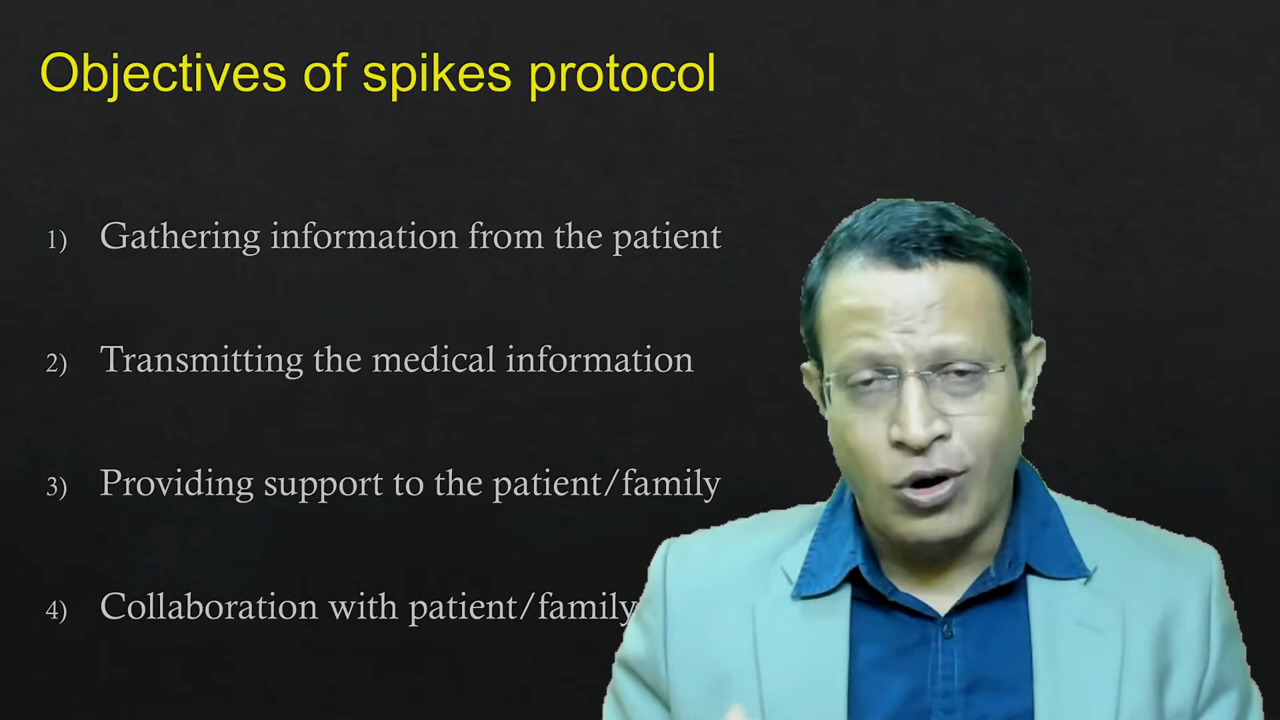 Objectives of spikes protocol
1) Gathering information from the patient
2) Transmitting the medical information
3) Providing support to the patient/family
4) Collaboration with patient/family